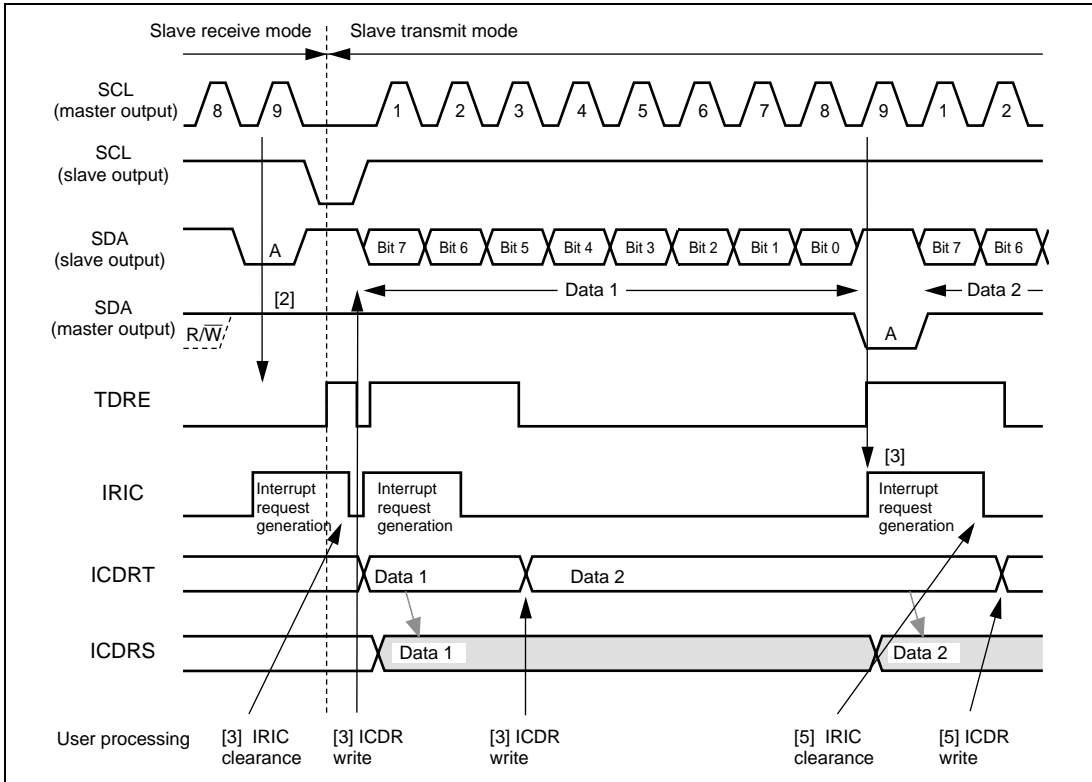 Slave receive mode
Slave transmit mode
SCL
(master output)
8 9 1 2 3 4 5 6 7 8 9 1 2
SCL
(slave output)
SDA
(slave output)
A
Bit 7 Bit 6 Bit 5 Bit 4 Bit 3 Bit 2 Bit 1 Bit 0 Bit 7 Bit 6
Data 1
Data 2
[2]
SDA
(master output)
R/W̅
A
TDRE
[3]
IRIC
Interrupt
request
generation
Interrupt
request
generation
Interrupt
request
generation
ICDRT
Data 1
Data 2
ICDRS
Data 1
Data 2
User processing
[3] IRIC
clearance
[3] ICDR
write
[3] ICDR
write
[5] IRIC
clearance
[5] ICDR
write